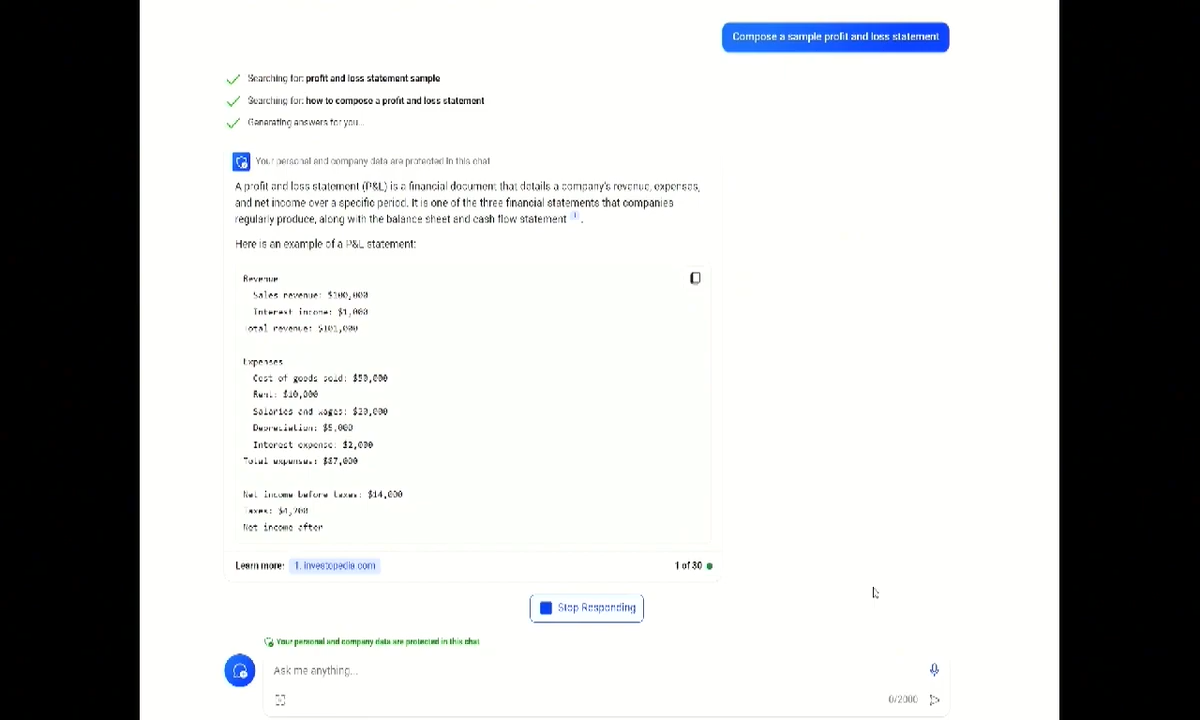 Compose a sample profit and loss statement
Searching for: profit and loss statement sample
Searching for: how to compose a profit and loss statement
Generating answers for you...
Your personal and company data are protected in this chat
A profit and loss statement (P&L) is a financial document that details a company's revenue, expenses,
and net income over a specific period. It is one of the three financial statements that companies
regularly produce, along with the balance sheet and cash flow statement 1.
Here is an example of a P&L statement:
Revenue
Sales revenue: $100,000
Interest income: $1,000
Total revenue: $101,000
Expenses
Cost of goods sold: $50,000
Rent: $10,000
Salaries and wages: $20,000
Depreciation: $5,000
Interest expense: $2,000
Total expenses: $87,000
Net income before taxes: $14,000
Taxes: $4,200
Net income after
Learn more: 1. investopedia.com 1 of 30
Stop Responding
Your personal and company data are protected in this chat
Ask me anything...
0/2000